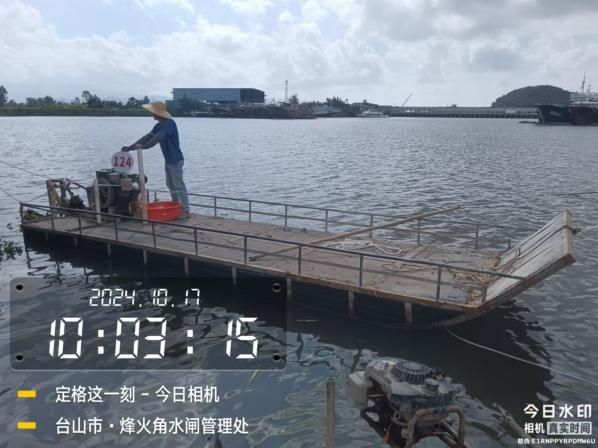 124
2024.10.17
10:03:15
定格这一刻 - 今日相机
台山市·烽火角水闸管理处
今日水印
相机 真实时间
防伪 E1RNPPYRPDMW6U